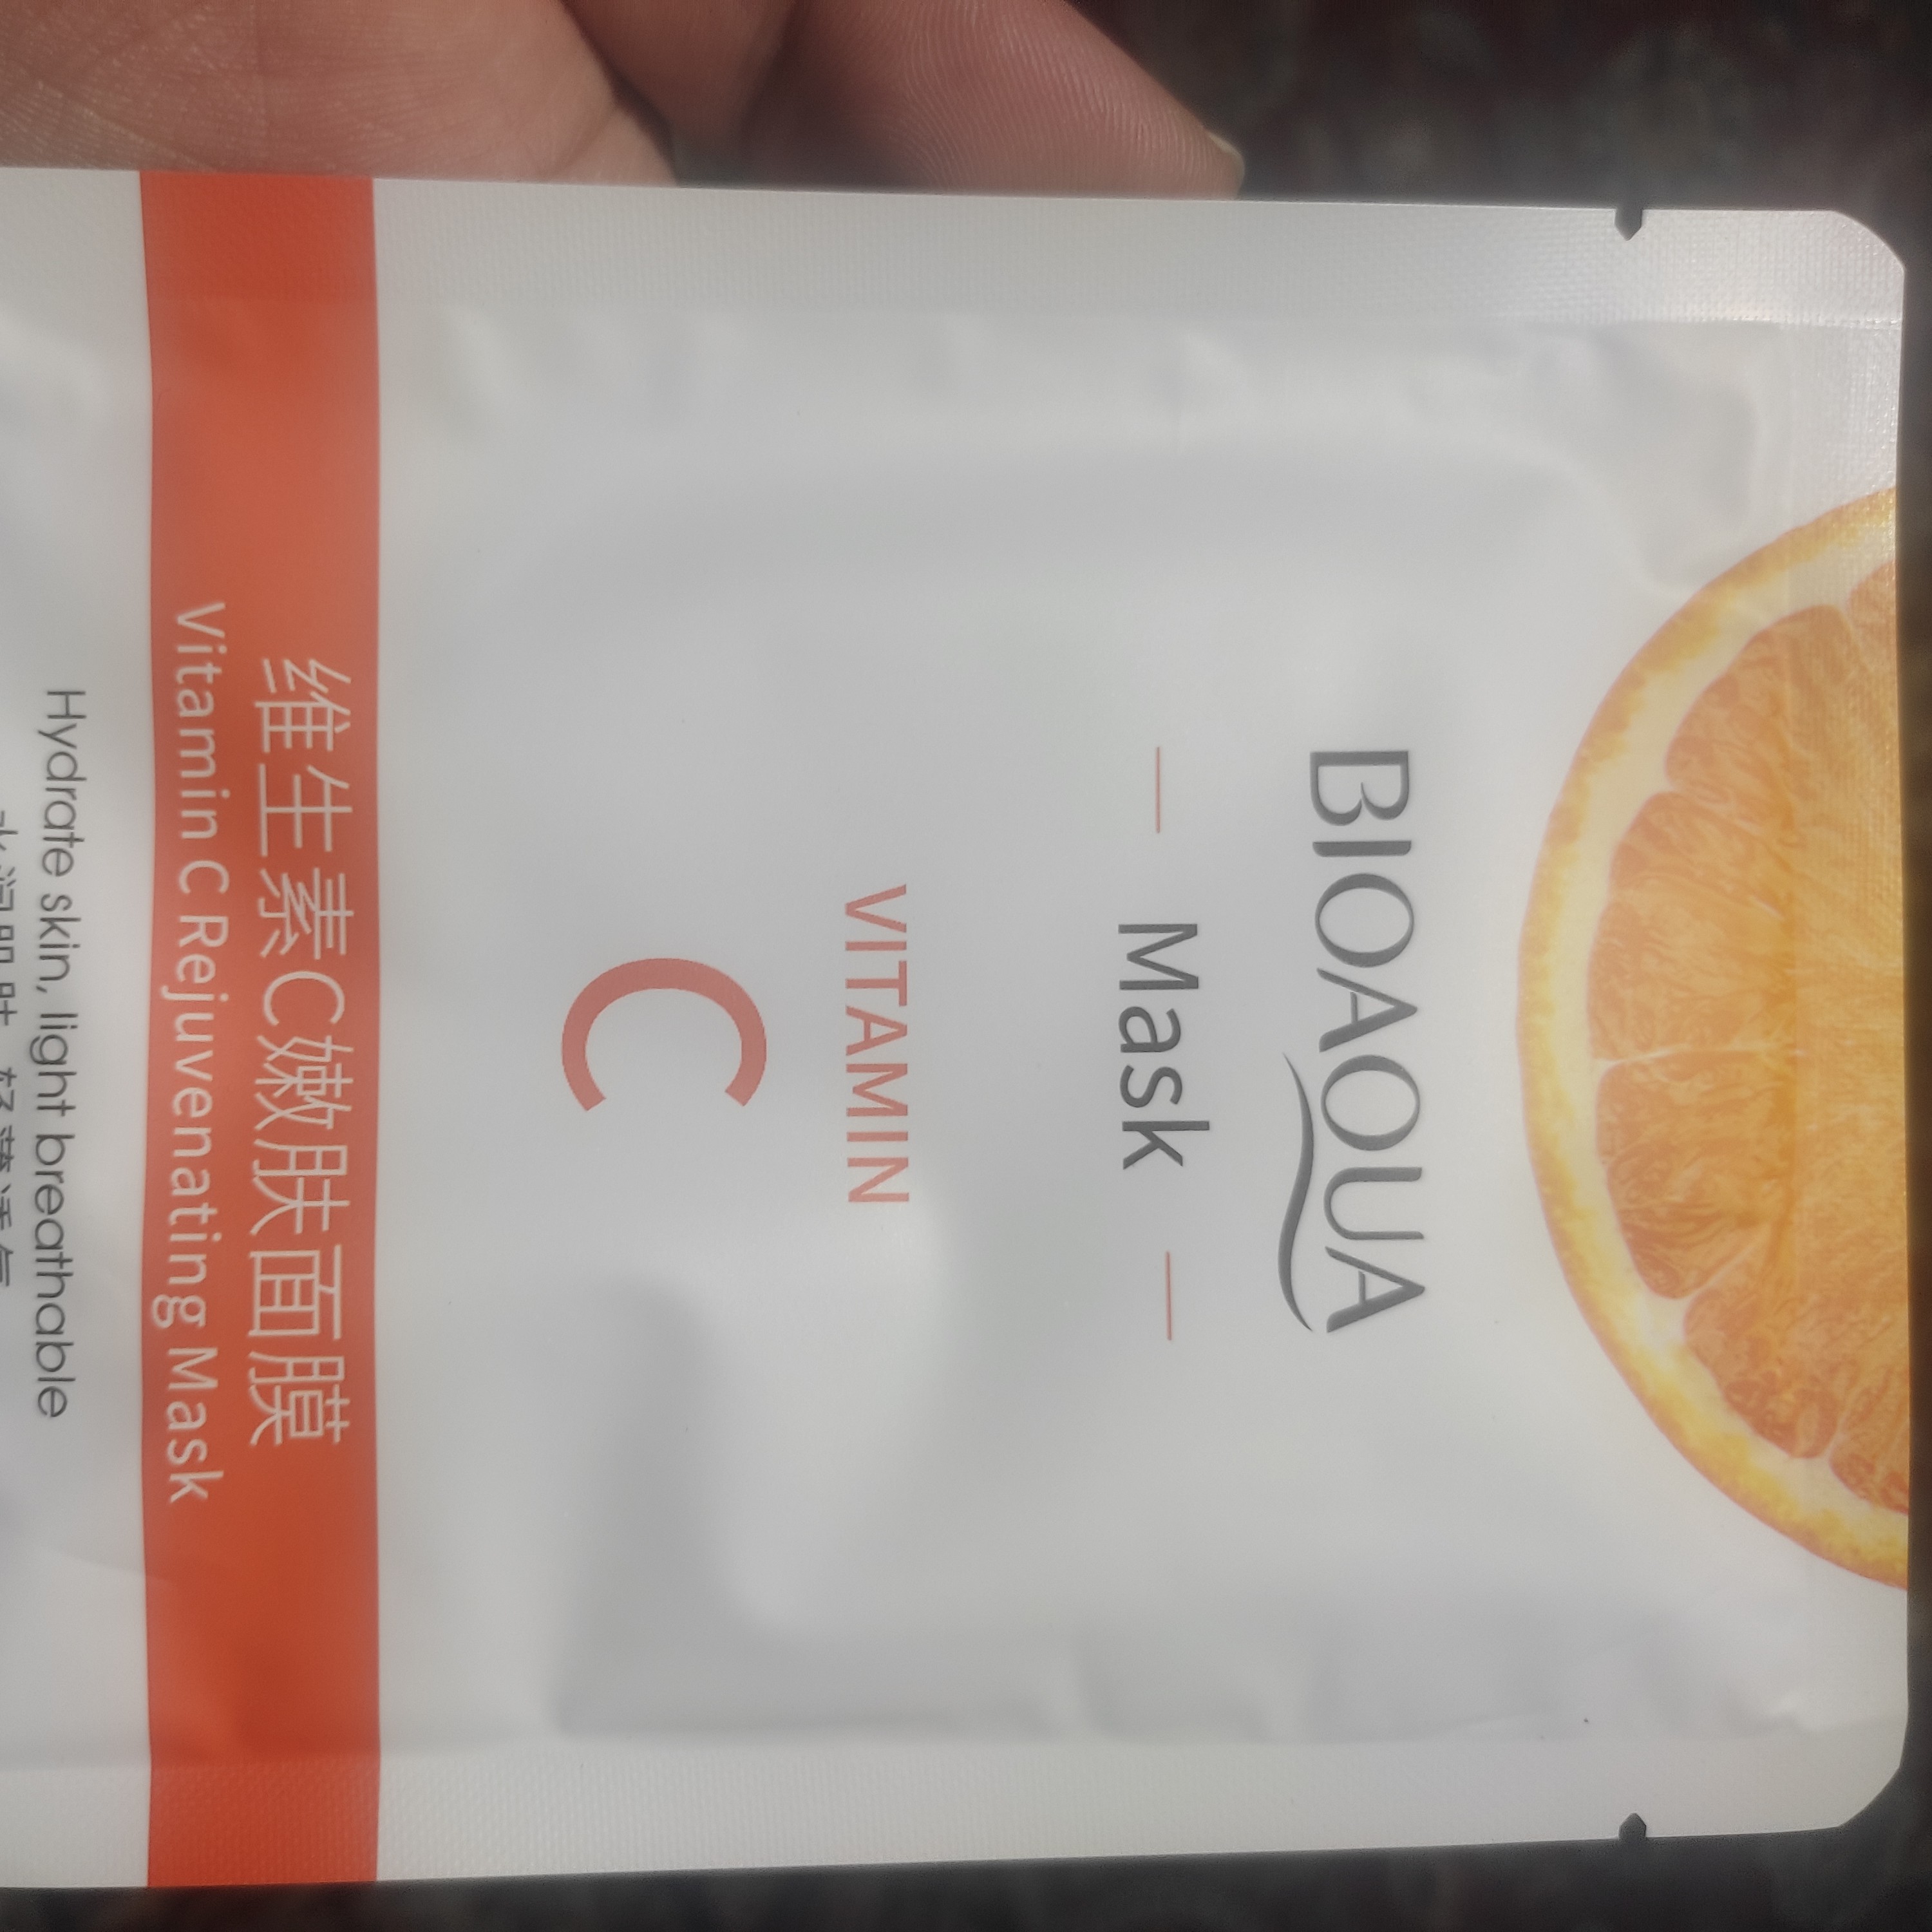 BIOAQUA
Mask
VITAMIN
C
维生素C嫩肤面膜
Vitamin C Rejuvenating Mask
Hydrate skin, light breathable